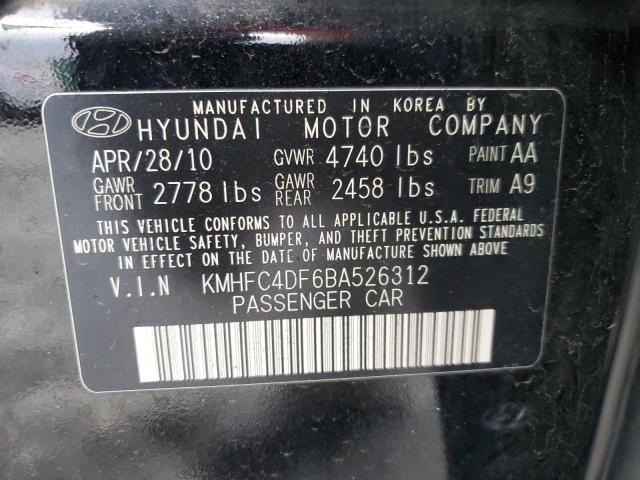 MANUFACTURED IN KOREA BY
HYUNDAI MOTOR COMPANY
APR/28/10 GVWR 4740 lbs PAINT AA
GAWR FRONT 2778 lbs GAWR REAR 2458 lbs TRIM A9
THIS VEHICLE CONFORMS TO ALL APPLICABLE U.S.A. FEDERAL
MOTOR VEHICLE SAFETY, BUMPER, AND THEFT PREVENTION STANDARDS
IN EFFECT ON THE DATE OF MANUFACTURE SHOWN ABOVE.
V.I.N KMHFC4DF6BA526312
PASSENGER CAR